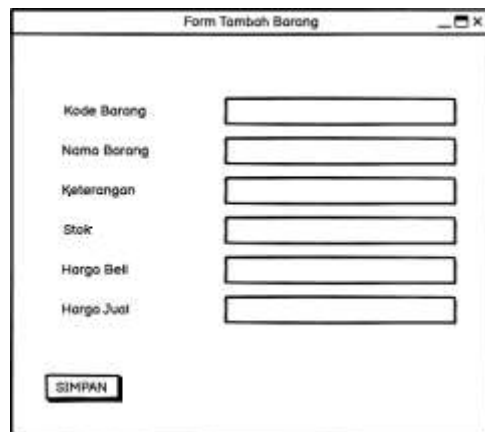 Form Tambah Barang
Kode Barang
Nama Barang
Keterangan
Stok
Harga Beli
Harga Jual
SIMPAN